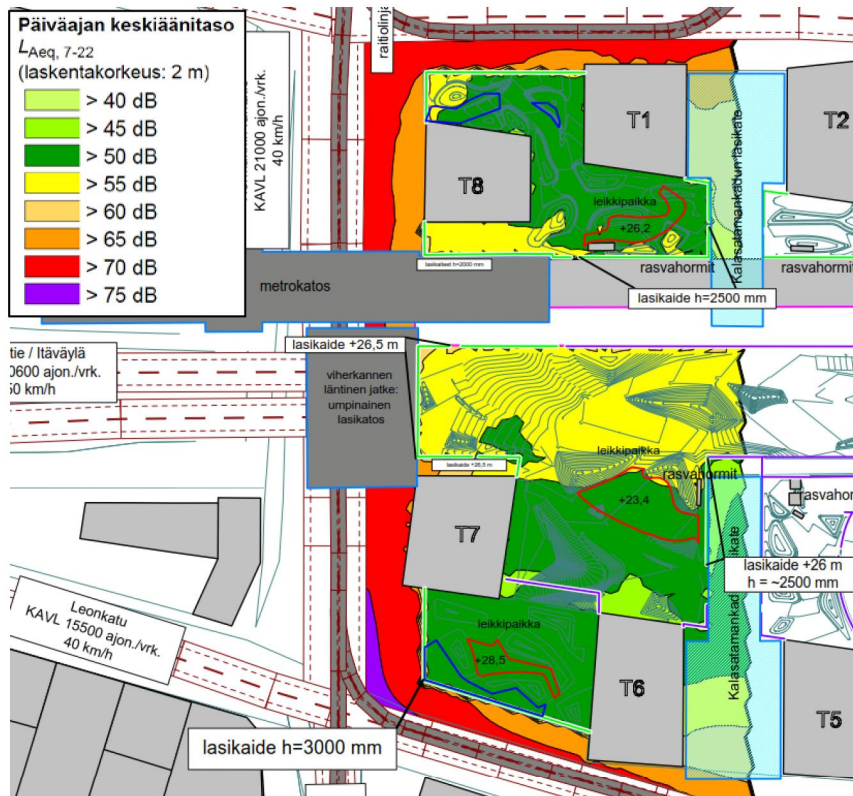 Päiväajan keskiäänitaso
LAeq, 7-22
(laskentakorkeus: 2 m)
> 40 dB
> 45 dB
> 50 dB
> 55 dB
> 60 dB
> 65 dB
> 70 dB
> 75 dB
KAVL 21000 ajon./vrk.
40 km/h
raitiolinja
T1
T2
T8
leikkipaikka
+26,2
Kalasatamankadun lasikate
lasikaiteet h=2000 mm
rasvahormit
rasvahormit
metrokatos
lasikaide h=2500 mm
lasikaide +26,5 m
tie / Itäväylä
0600 ajon./vrk.
50 km/h
viherkannen
läntinen jatke:
umpinainen
lasikatos
leikkipaikka
lasikaide +26,5 m
rasvahormit
rasvahor
+23,4
T7
lasikaide +26 m
h = ~2500 mm
ikate
Kalasatamankad
Leonkatu
KAVL 15500 ajon./vrk.
40 km/h
leikkipaikka
+28,5
T6
T5
lasikaide h=3000 mm